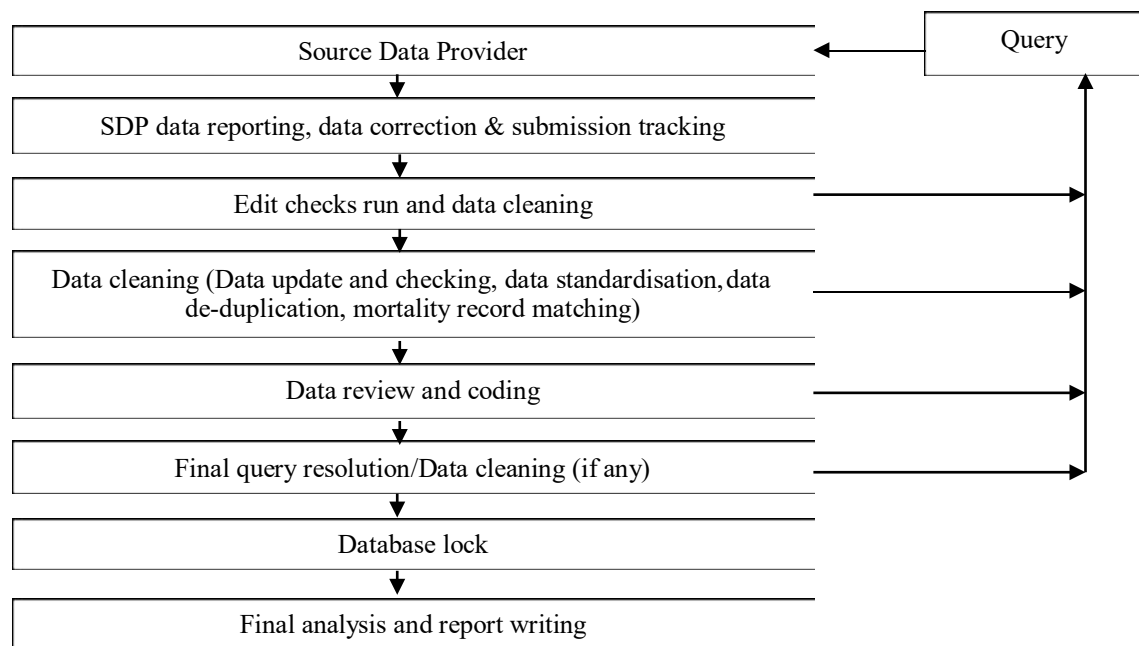 Source Data Provider
Query
SDP data reporting, data correction & submission tracking
Edit checks run and data cleaning
Data cleaning (Data update and checking, data standardisation, data
de-duplication, mortality record matching)
Data review and coding
Final query resolution/Data cleaning (if any)
Database lock
Final analysis and report writing